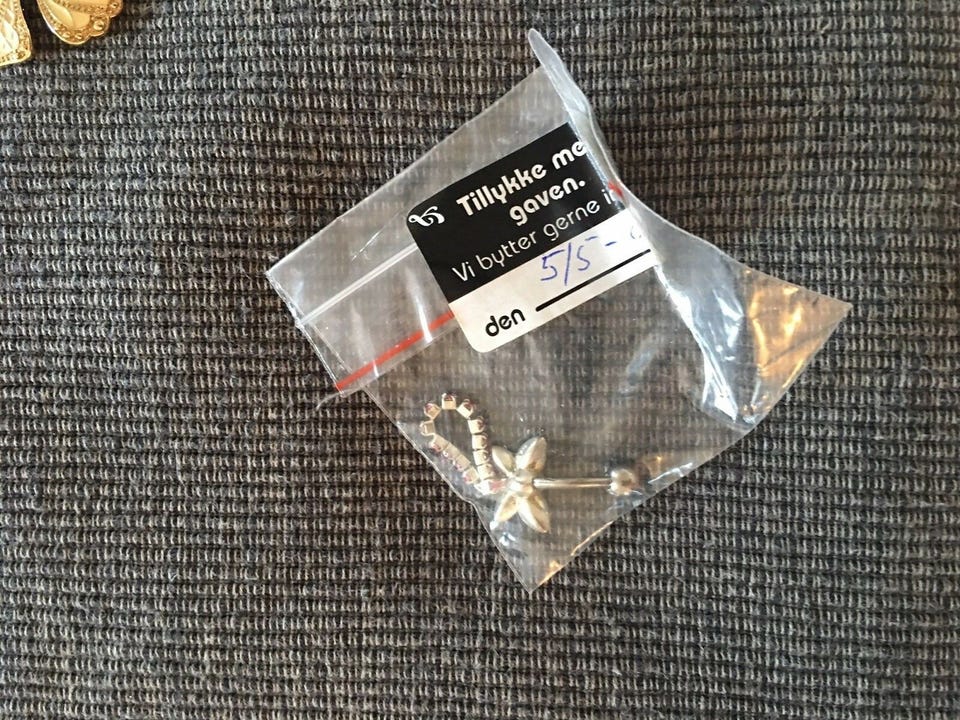 Tillykke me
gaven.
Vi bytter gerne i
5/5 -
den